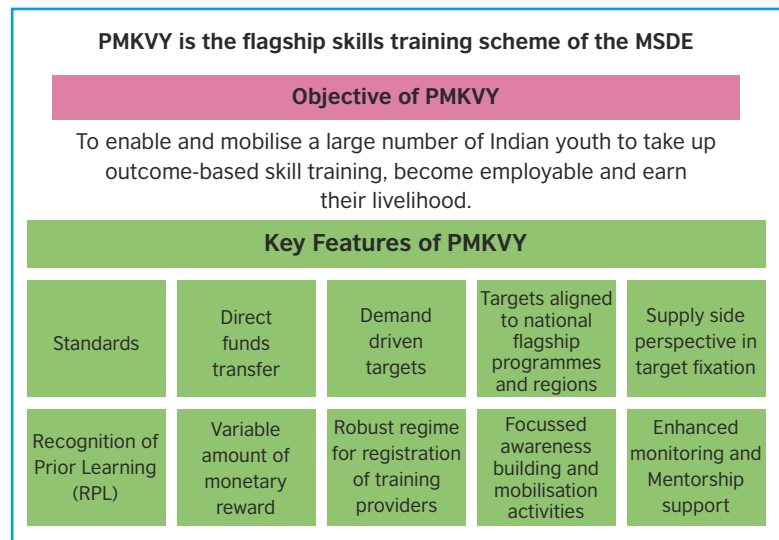 PMKVY is the flagship skills training scheme of the MSDE
Objective of PMKVY
To enable and mobilise a large number of Indian youth to take up
outcome-based skill training, become employable and earn
their livelihood.
Key Features of PMKVY
Standards
Direct
funds
transfer
Demand
driven
targets
Targets aligned
to national
flagship
programmes
and regions
Supply side
perspective in
target fixation
Recognition of
Prior Learning
(RPL)
Variable
amount of
monetary
reward
Robust regime
for registration
of training
providers
Focussed
awareness
building and
mobilisation
activities
Enhanced
monitoring and
Mentorship
support